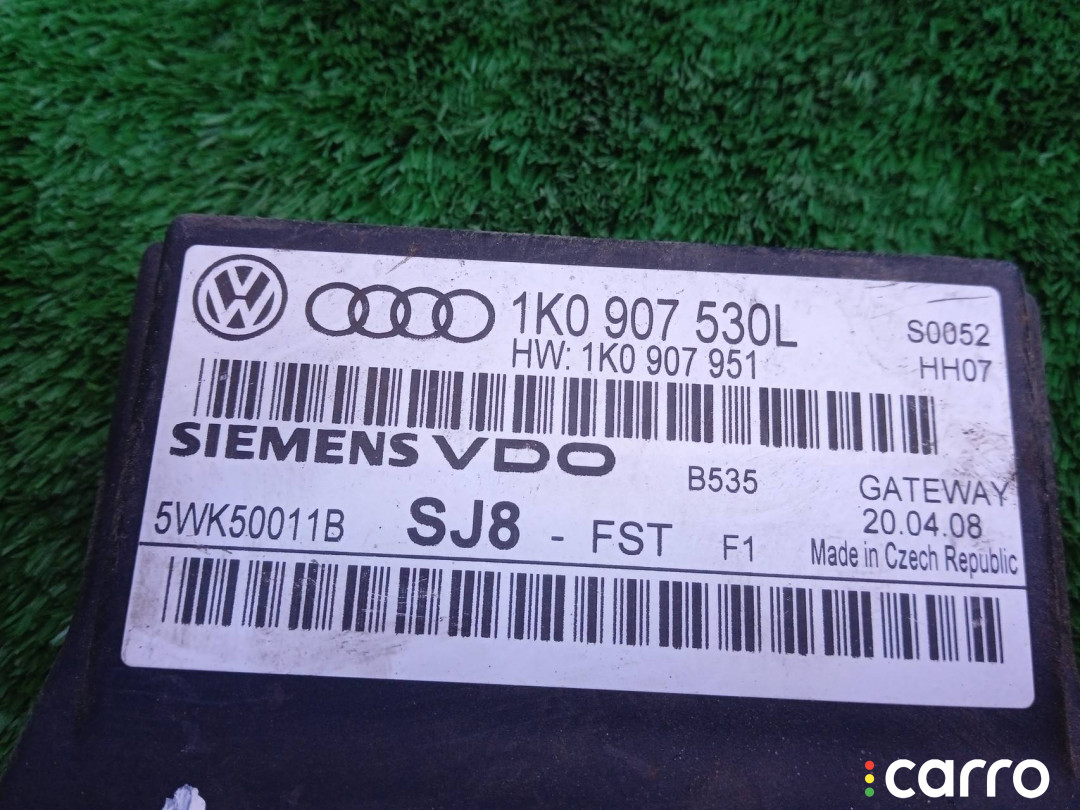 1K0 907 530L
S0052
HW: 1K0 907 951
HH07
SIEMENS VDO
B535
GATEWAY
5WK50011B
SJ8 - FST F1
20.04.08
Made in Czech Republic
carro